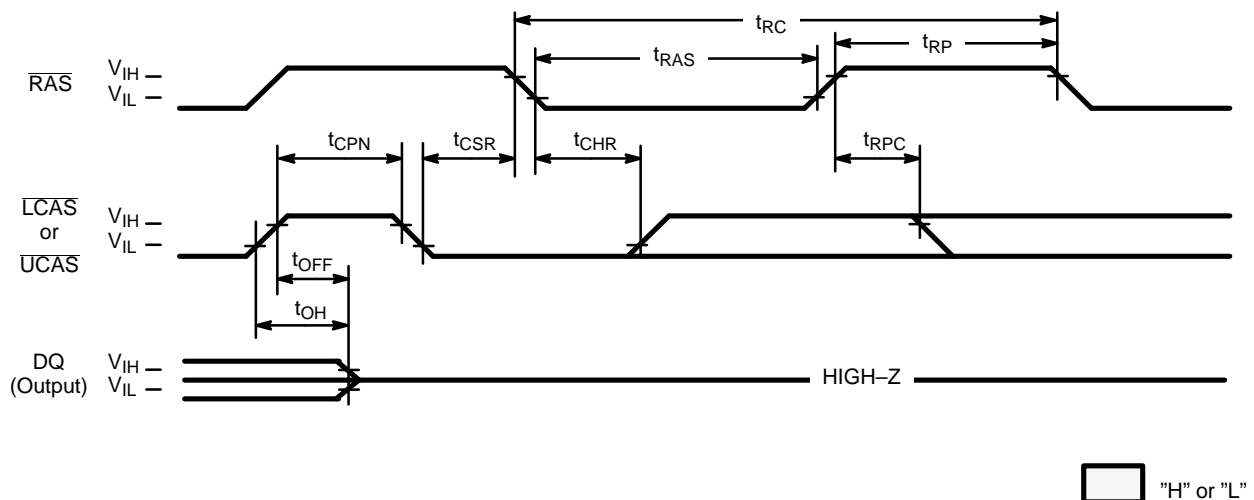 tRC
tRP
tRAS
RAS
VIH
VIL
tCPN
tCSR
tCHR
tRPC
LCAS
or
UCAS
VIH
VIL
tOFF
tOH
DQ
(Output)
VIH
VIL
HIGH–Z
”H” or ”L”